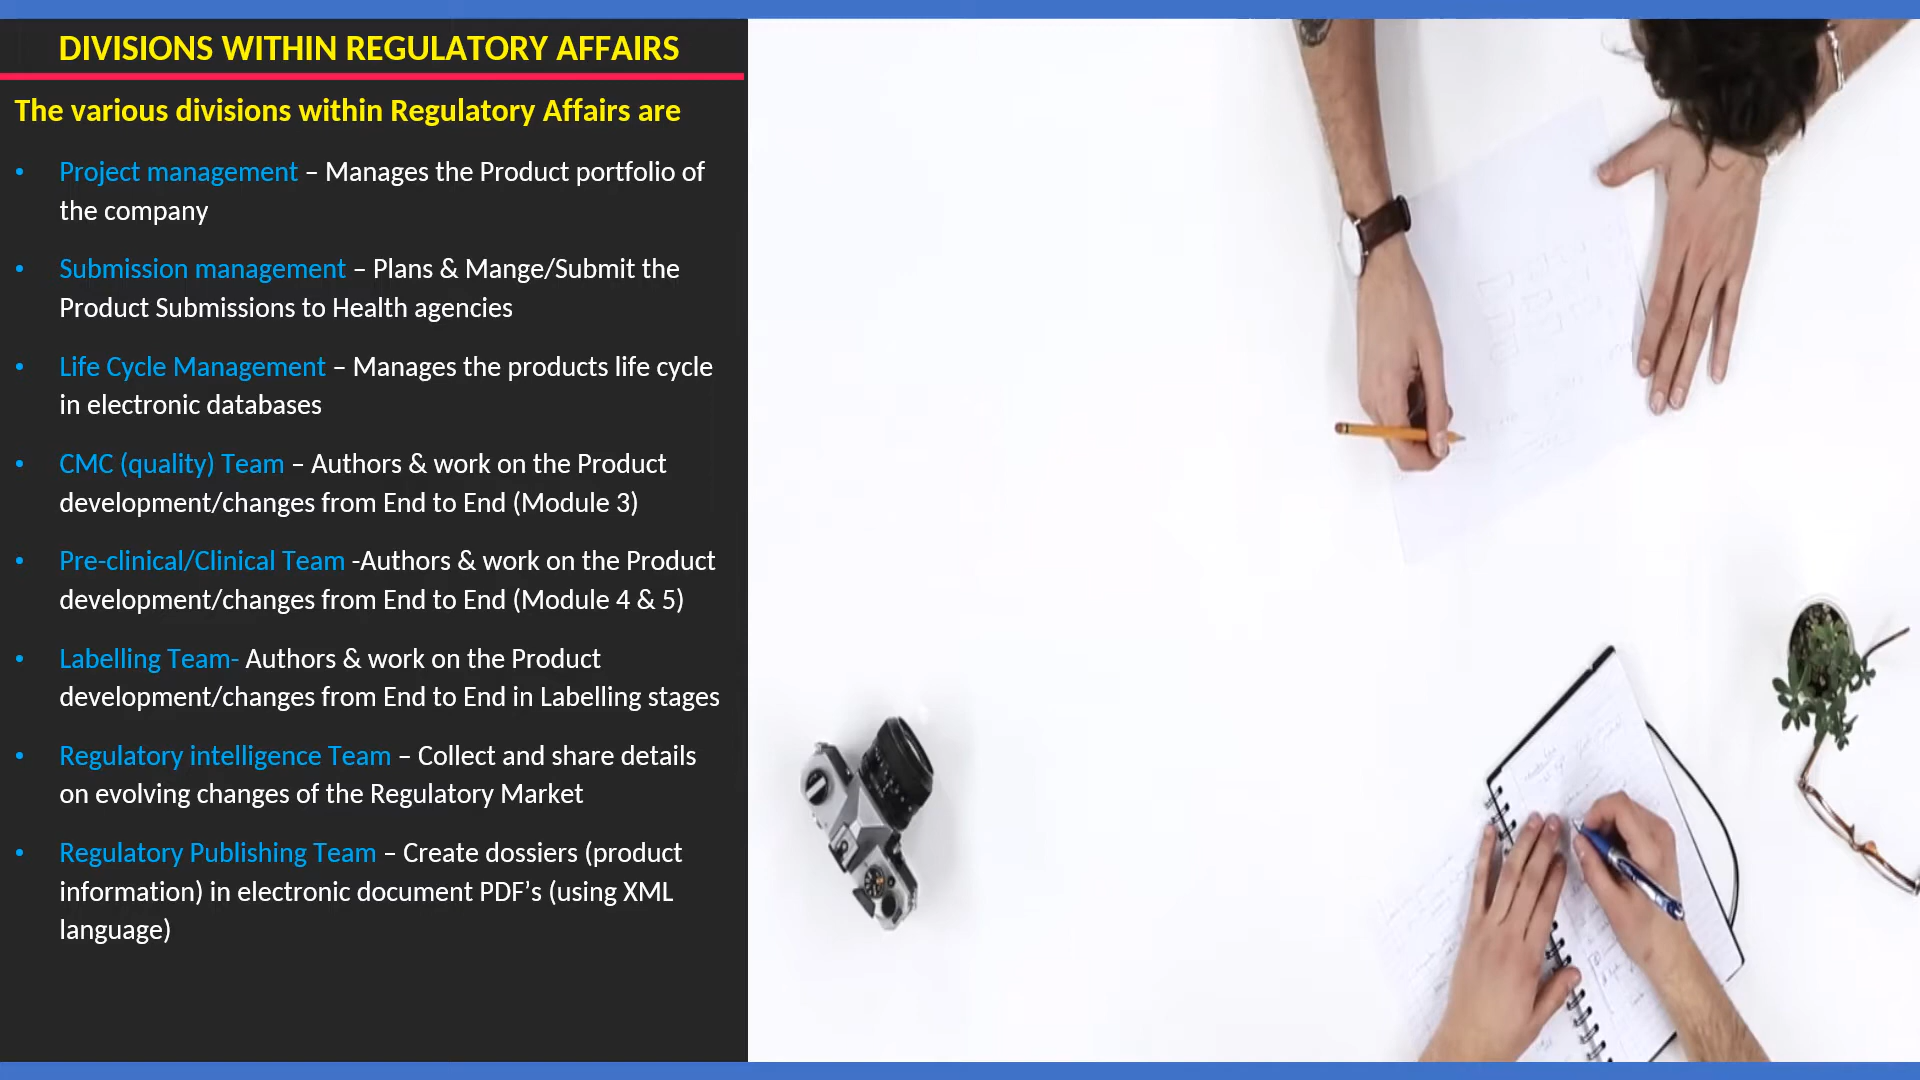 DIVISIONS WITHIN REGULATORY AFFAIRS
The various divisions within Regulatory Affairs are
• Project management – Manages the Product portfolio of
the company
• Submission management – Plans & Mange/Submit the
Product Submissions to Health agencies
• Life Cycle Management – Manages the products life cycle
in electronic databases
• CMC (quality) Team – Authors & work on the Product
development/changes from End to End (Module 3)
• Pre-clinical/Clinical Team -Authors & work on the Product
development/changes from End to End (Module 4 & 5)
• Labelling Team- Authors & work on the Product
development/changes from End to End in Labelling stages
• Regulatory intelligence Team – Collect and share details
on evolving changes of the Regulatory Market
• Regulatory Publishing Team – Create dossiers (product
information) in electronic document PDF’s (using XML
language)